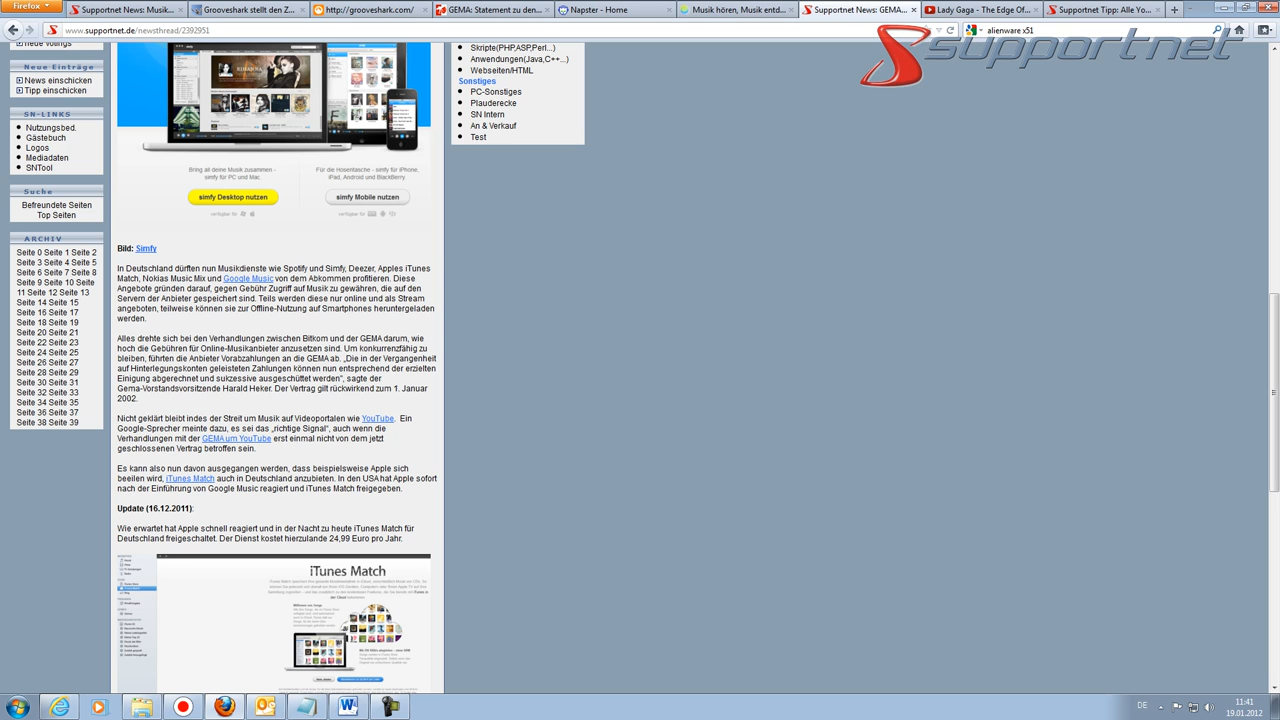 Firefox
Supportnet News: Musik...
Grooveshark stellt den Z...
http://grooveshark.com/
GEMA: Statement zu den...
Napster - Home
Musik hören, Musik entd...
Supportnet News: GEMA...
Lady Gaga - The Edge Of...
Supportnet Tipp: Alle V...
www.supportnet.de/newsthread/2392951
alienware x51
Neue Votings
Neue Einträge
News einschicken
Tipp einschicken
SN-LINKS
Nutzungsbed.
Gästebuch
Logos
Mediadaten
SNTool
Suche
Befreundete Seiten
Top Seiten
ARCHIV
Seite 0 Seite 1 Seite 2
Seite 3 Seite 4 Seite 5
Seite 6 Seite 7 Seite 8
Seite 9 Seite 10 Seite
11 Seite 12 Seite 13
Seite 14 Seite 15
Seite 16 Seite 17
Seite 18 Seite 19
Seite 20 Seite 21
Seite 22 Seite 23
Seite 24 Seite 25
Seite 26 Seite 27
Seite 28 Seite 29
Seite 30 Seite 31
Seite 32 Seite 33
Seite 34 Seite 35
Seite 36 Seite 37
Seite 38 Seite 39
Bring all deine Musik zusammen -
simfy für PC und Mac.
simfy Desktop nutzen
verfügbar für
Für die Hosentasche - simfy für iPhone,
iPad, Android und BlackBerry.
simfy Mobile nutzen
verfügbar für
Bild: Simfy
In Deutschland dürften nun Musikdienste wie Spotify und Simfy, Deezer, Apples iTunes
Match, Nokias Music Mix und Google Music von dem Abkommen profitieren. Diese
Angebote gründen darauf, gegen Gebühr Zugriff auf Musik zu gewähren, die auf den
Servern der Anbieter gespeichert sind. Teils werden diese nur online und als Stream
angeboten, teilweise können sie zur Offline-Nutzung auf Smartphones heruntergeladen
werden.
Alles drehte sich bei den Verhandlungen zwischen Bitkom und der GEMA darum, wie
hoch die Gebühren für Online-Musikanbieter anzusetzen sind. Um konkurrenzfähig zu
bleiben, führten die Anbieter Vorabzahlungen an die GEMA ab. „Die in der Vergangenheit
auf Hinterlegungskonten geleisteten Zahlungen können nun entsprechend der erzielten
Einigung abgerechnet und sukzessive ausgeschüttet werden", sagte der
Gema-Vorstandsvorsitzende Harald Heker. Der Vertrag gilt rückwirkend zum 1. Januar
2002.
Nicht geklärt bleibt indes der Streit um Musik auf Videoportalen wie YouTube. Ein
Google-Sprecher meinte dazu, es sei das „richtige Signal", auch wenn die
Verhandlungen mit der GEMA um YouTube erst einmal nicht von dem jetzt
geschlossenen Vertrag betroffen sein.
Es kann also nun davon ausgegangen werden, dass beispielsweise Apple sich
beeilen wird, iTunes Match auch in Deutschland anzubieten. In den USA hat Apple sofort
nach der Einführung von Google Music reagiert und iTunes Match freigegeben.
Update (16.12.2011):
Wie erwartet hat Apple schnell reagiert und in der Nacht zu heute iTunes Match für
Deutschland freigeschaltet. Der Dienst kostet hierzulande 24,99 Euro pro Jahr.
iTunes Match
Skripte(PHP,ASP,Perl...)
Anwendungen(Java,C++...)
Webseiten/HTML
Sonstiges
PC-Sonstiges
Plauderecke
SN Intern
An & Verkauf
Test
Supportnet
DE
11:41
19.01.2012